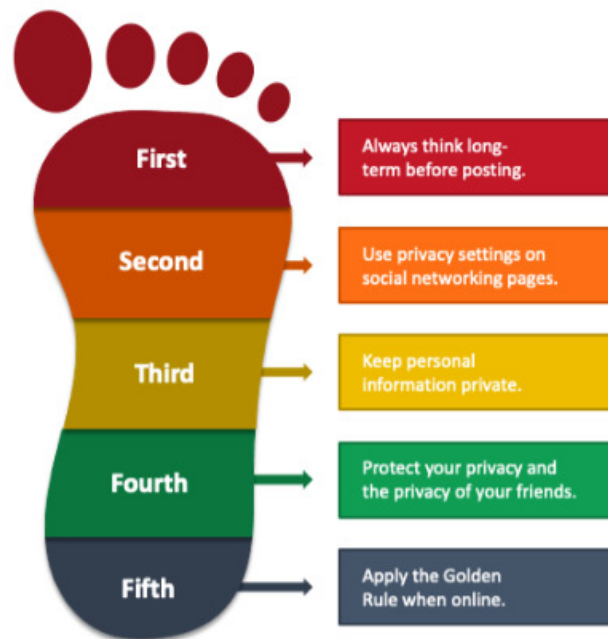 First
Always think long-
term before posting.
Second
Use privacy settings on
social networking pages.
Third
Keep personal
information private.
Fourth
Protect your privacy and
the privacy of your friends.
Fifth
Apply the Golden
Rule when online.